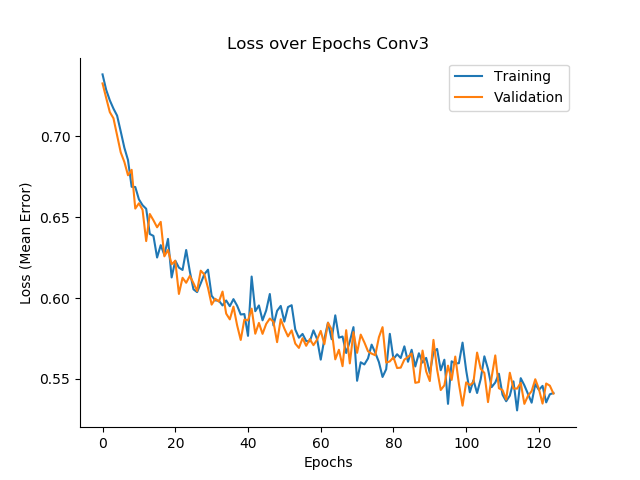 Loss over Epochs Conv3
Training
Validation
Loss (Mean Error)
0.70
0.65
0.60
0.55
0 20 40 60 80 100 120
Epochs